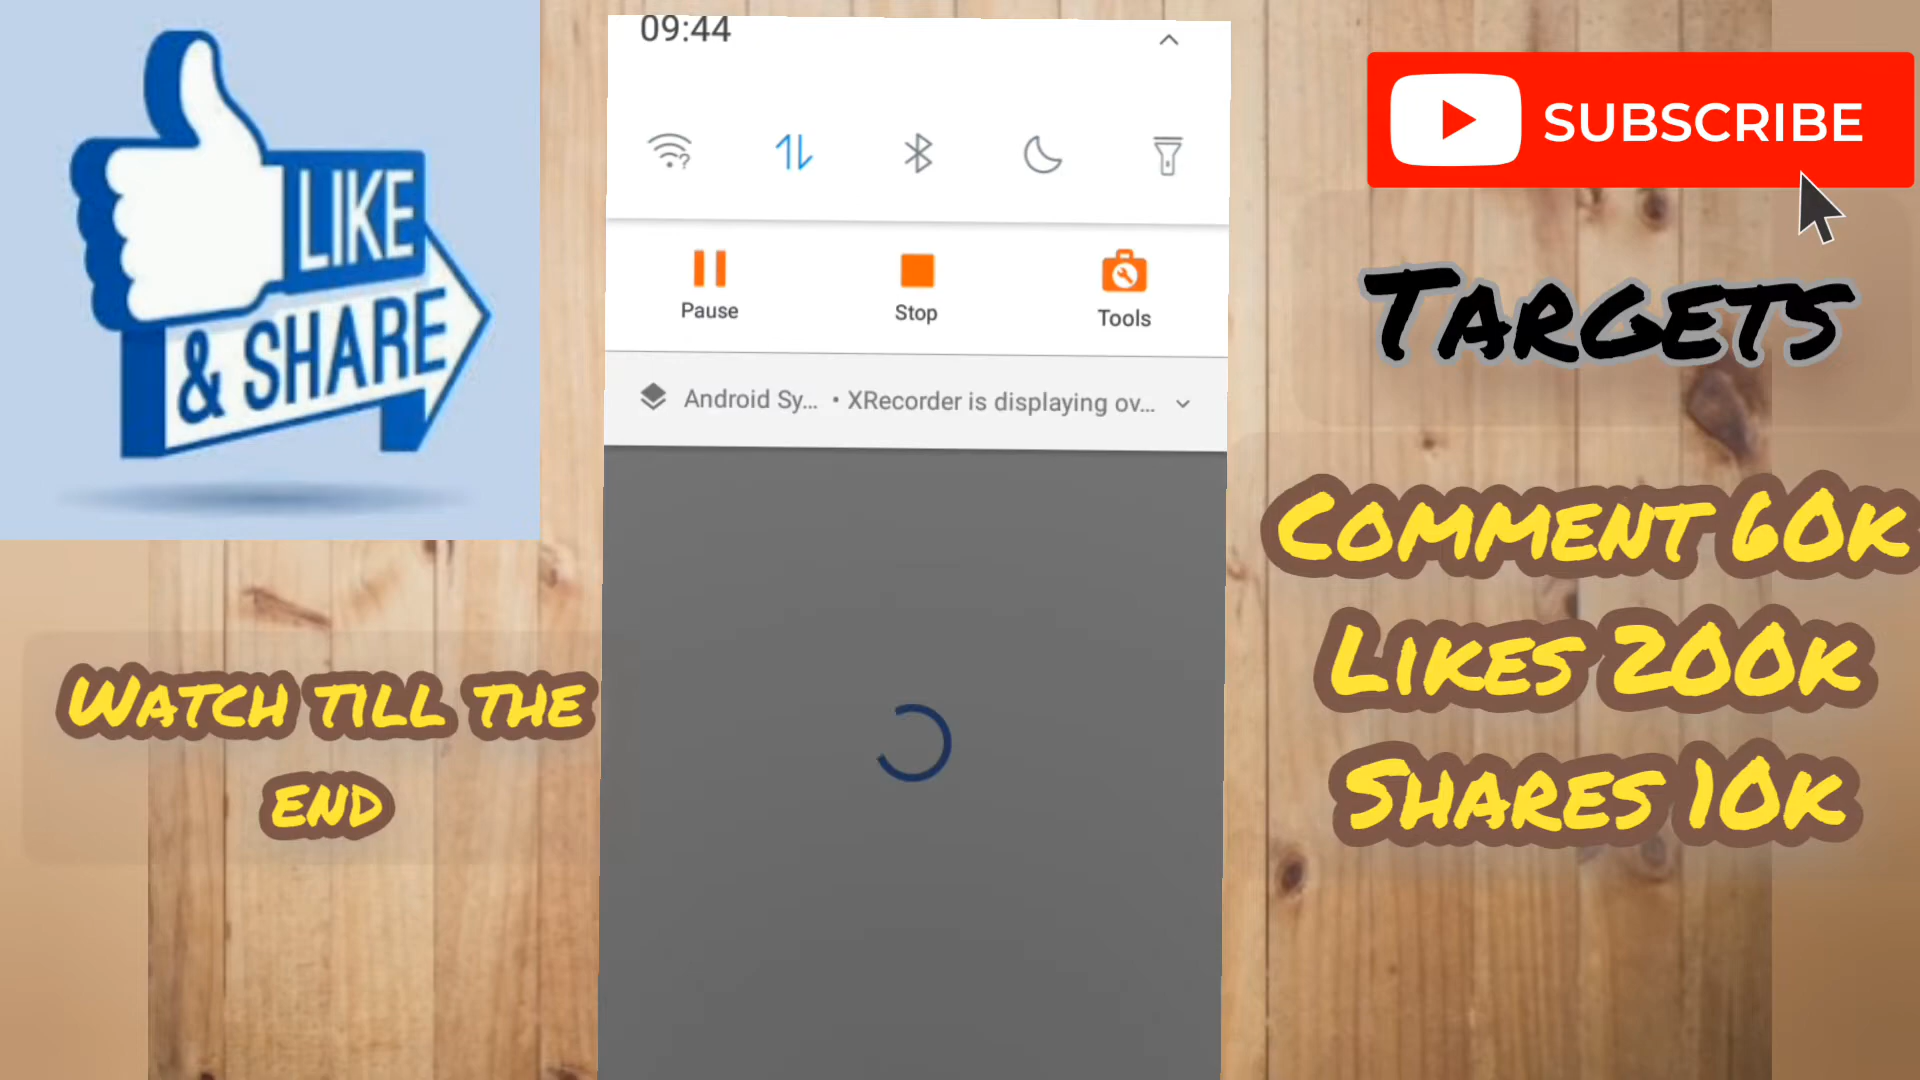 LIKE
& SHARE
WATCH TILL THE
END
09:44
Pause
Stop
Tools
Android Sy... • XRecorder is displaying ov...
SUBSCRIBE
TARGETS
COMMENT 60K
LIKES 200K
SHARES 10K